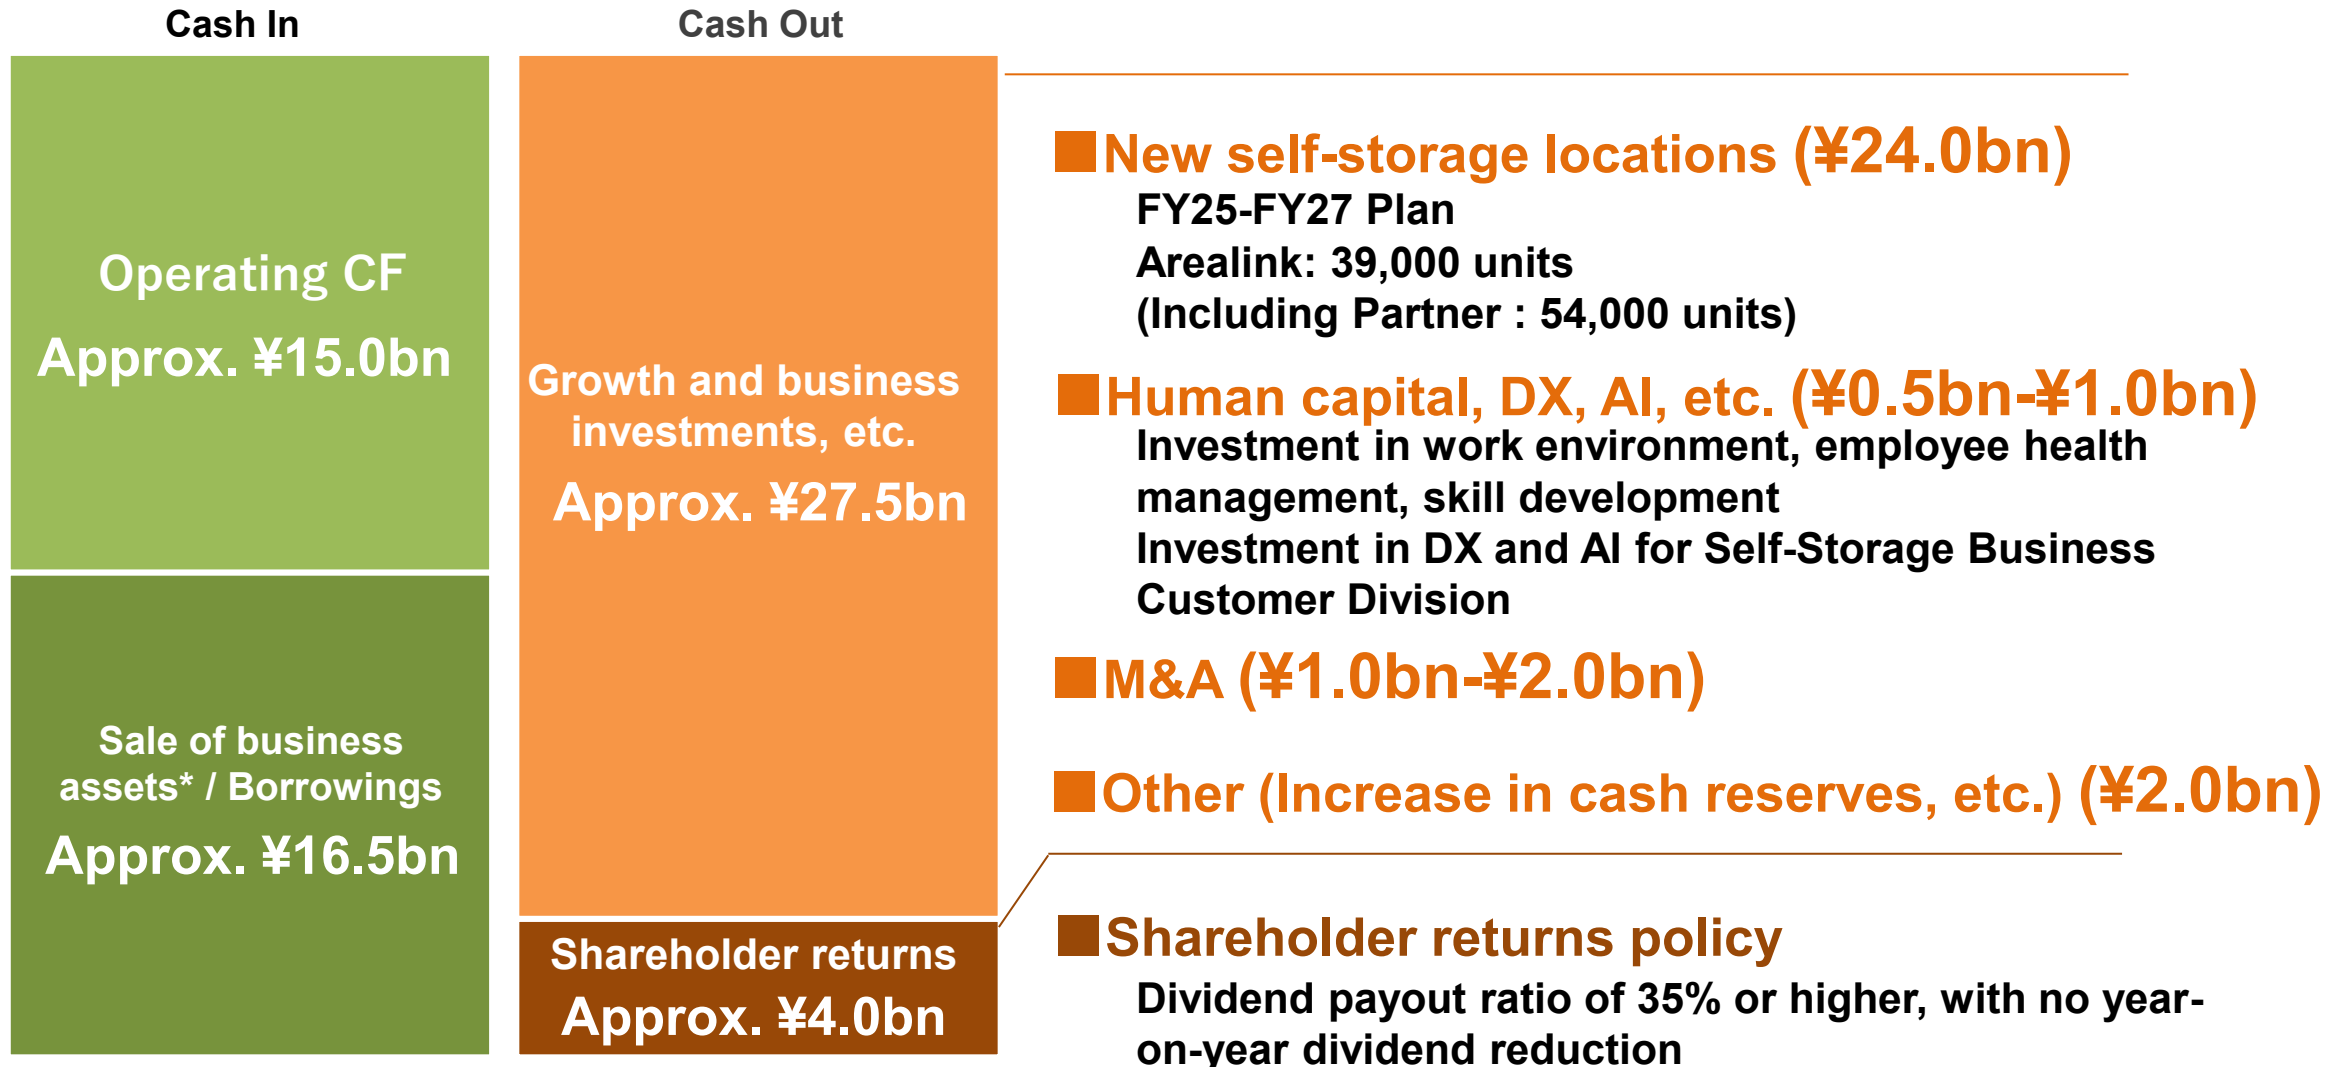 Cash In
Cash Out
Operating CF
Approx. ¥15.0bn
Sale of business
assets* / Borrowings
Approx. ¥16.5bn
Growth and business
investments, etc.
Approx. ¥27.5bn
Shareholder returns
Approx. ¥4.0bn
New self-storage locations (¥24.0bn)
FY25-FY27 Plan
Arealink: 39,000 units
(Including Partner : 54,000 units)
Human capital, DX, AI, etc. (¥0.5bn-¥1.0bn)
Investment in work environment, employee health
management, skill development
Investment in DX and AI for Self-Storage Business
Customer Division
M&A (¥1.0bn-¥2.0bn)
Other (Increase in cash reserves, etc.) (¥2.0bn)
Shareholder returns policy
Dividend payout ratio of 35% or higher, with no year-
on-year dividend reduction